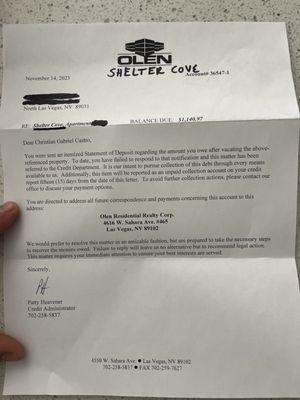 OLEN
SHELTER COVE
Account# 36547-1
November 14, 2023
North Las Vegas, NV 89031
RE: Shelter Cove, Apartment
BALANCE DUE: $1,140.97
Dear Christian Gabriel Castro,
You were sent an itemized Statement of Deposit regarding the amount you owe after vacating the above-
referenced property. To date, you have failed to respond to that notification and this matter has been
referred to the Credit Department. It is our intent to pursue collection of this debt through every means
available to us. Additionally, this item will be reported as an unpaid collection account on your credit
report fifteen (15) days from the date of this letter. To avoid further collection actions, please contact our
office to discuss your payment options.
You are directed to address all future correspondence and payments concerning this account to this
address:
Olen Residential Realty Corp.
4616 W. Sahara Ave. #465
Las Vegas, NV 89102
We would prefer to resolve this matter in an amicable fashion, but are prepared to take the necessary steps
to recover the monies owed. Failure to reply will leave us no alternative but to recommend legal action.
This matter requires your immediate attention to ensure your best interests are served.
Sincerely,
PH
Patty Heavener
Credit Administrator
702-258-5837
4550 W. Sahara Ave. ● Las Vegas, NV 89102
702-258-5837 ● FAX 702-259-7627